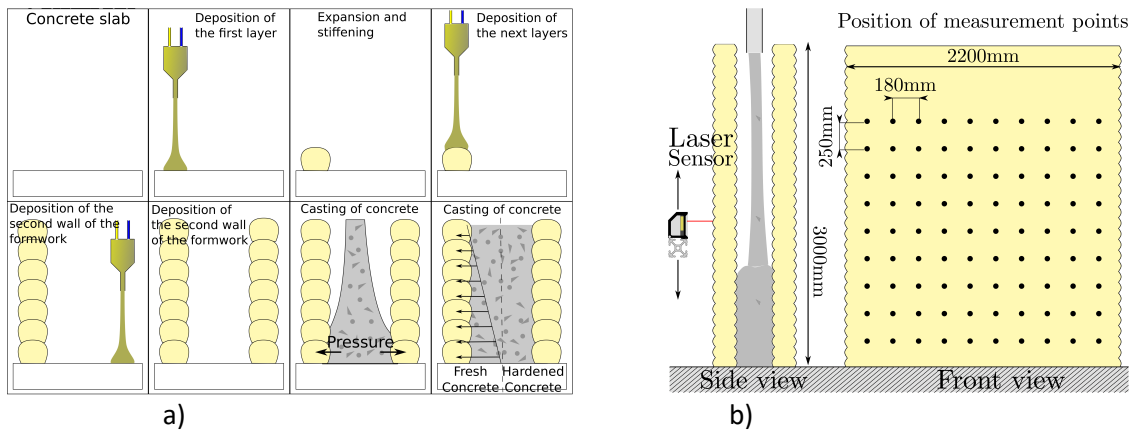 Concrete slab
Deposition of
the first layer
Expansion and
stiffening
Deposition of
the next layers
Deposition of the
second wall of the
formwork
Deposition of
the second wall
of the formwork
Casting of concrete
Pressure
Casting of concrete
Fresh
Concrete
Hardened
Concrete
a)
Position of measurement points
2200mm
180mm
250mm
Laser
Sensor
3000mm
Side view
Front view
b)